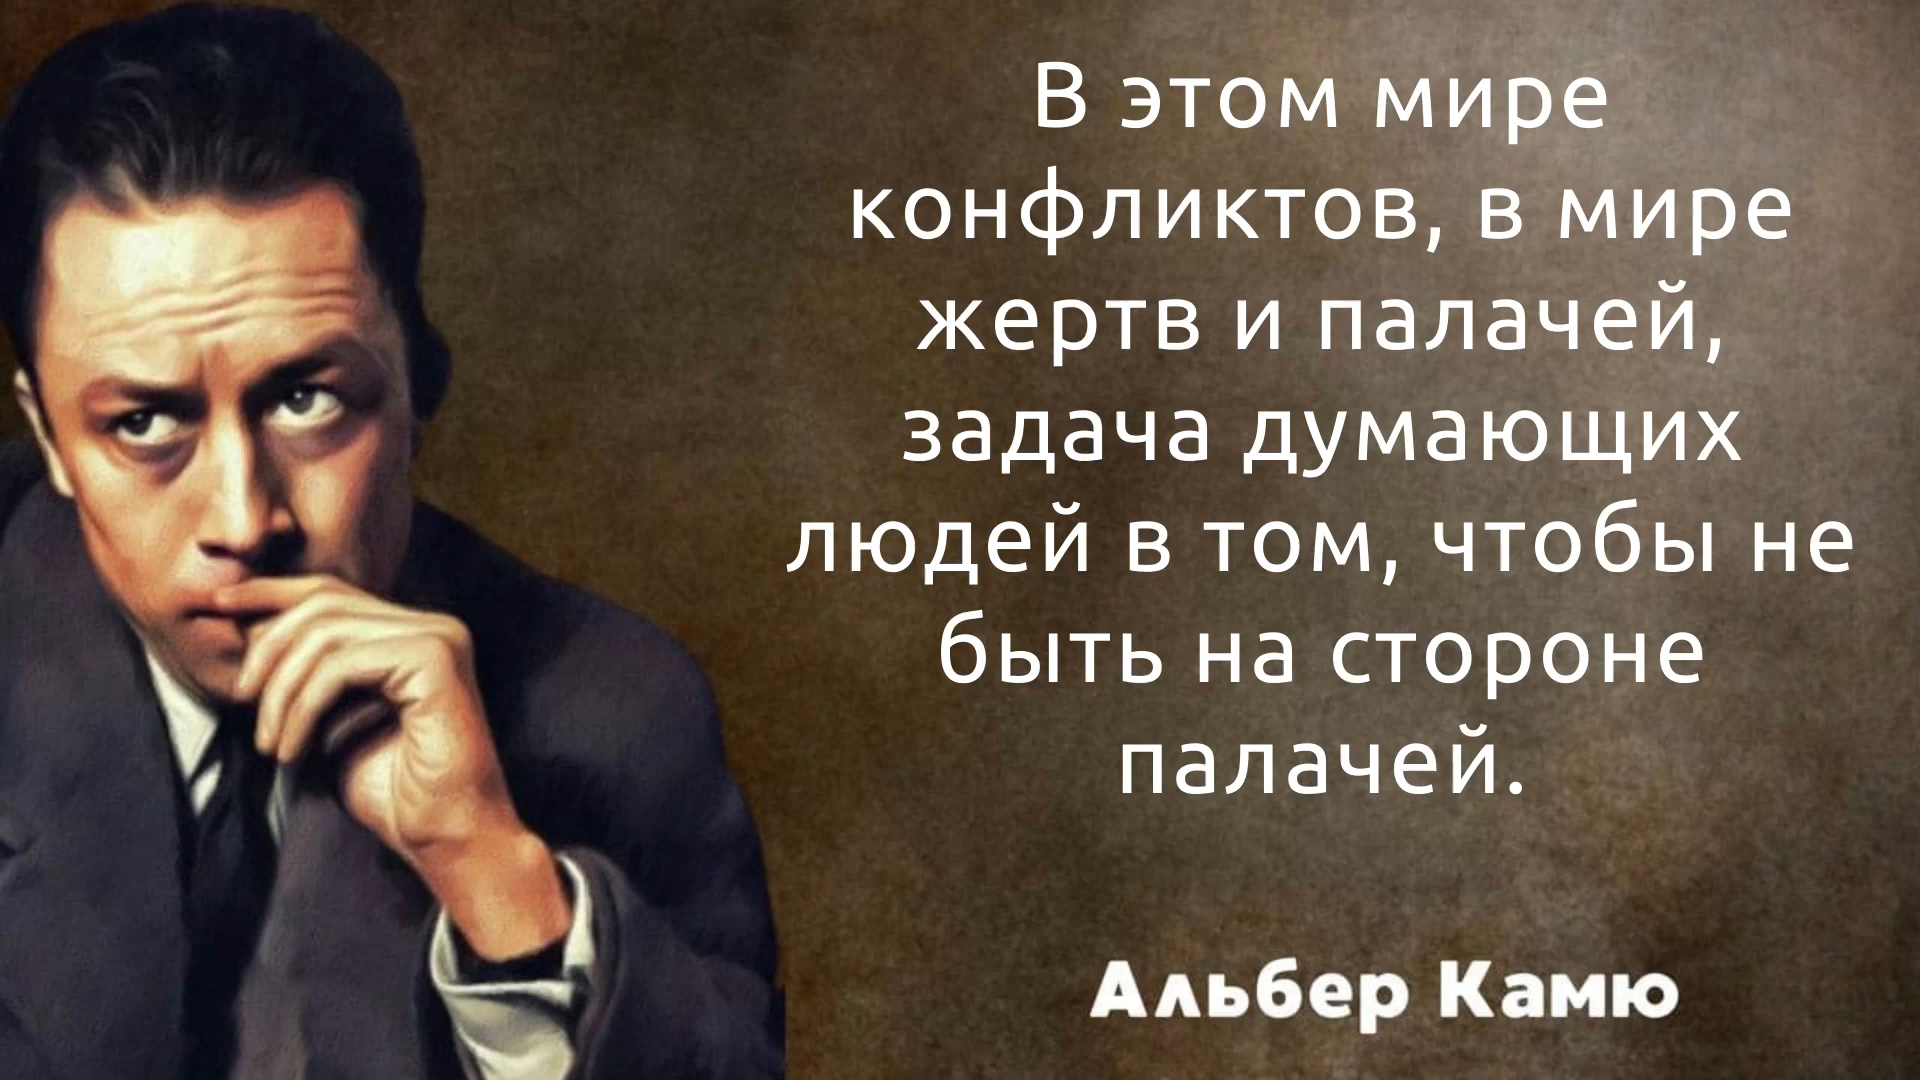 В этом мире
конфликтов, в мире
жертв и палачей,
задача думающих
людей в том, чтобы не
быть на стороне
палачей.
Альбер Камю